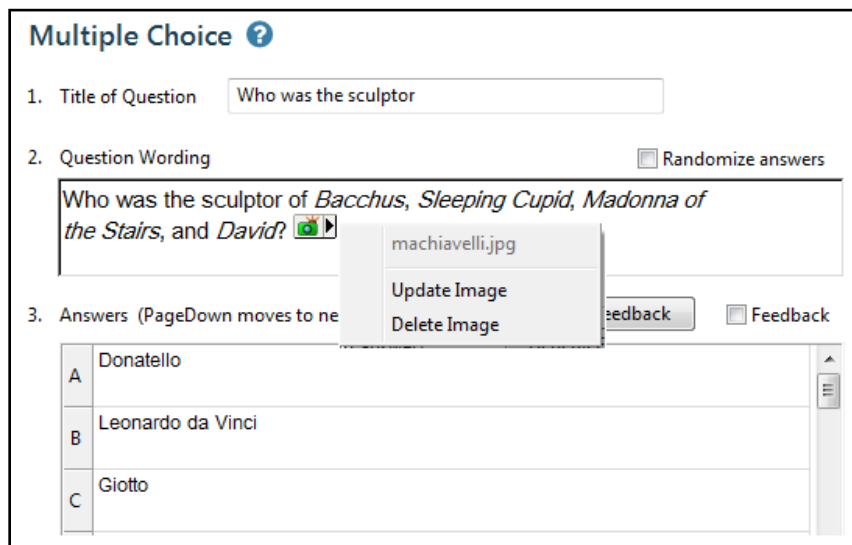 Multiple Choice ?
1. Title of Question Who was the sculptor
2. Question Wording Randomize answers
Who was the sculptor of Bacchus, Sleeping Cupid, Madonna of
the Stairs, and David?
machiavelli.jpg
Update Image
Delete Image
3. Answers (PageDown moves to ne eedback Feedback
A Donatello
B Leonardo da Vinci
C Giotto